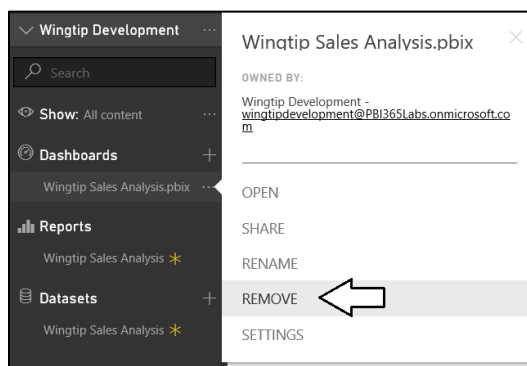 Wingtip Development
Search
Show: All content
Dashboards
Wingtip Sales Analysis.pbix
Reports
Wingtip Sales Analysis
Datasets
Wingtip Sales Analysis
Wingtip Sales Analysis.pbix
OWNED BY:
Wingtip Development -
wingtipdevelopment@PBI365Labs.onmicrosoft.co
m
OPEN
SHARE
RENAME
REMOVE
SETTINGS